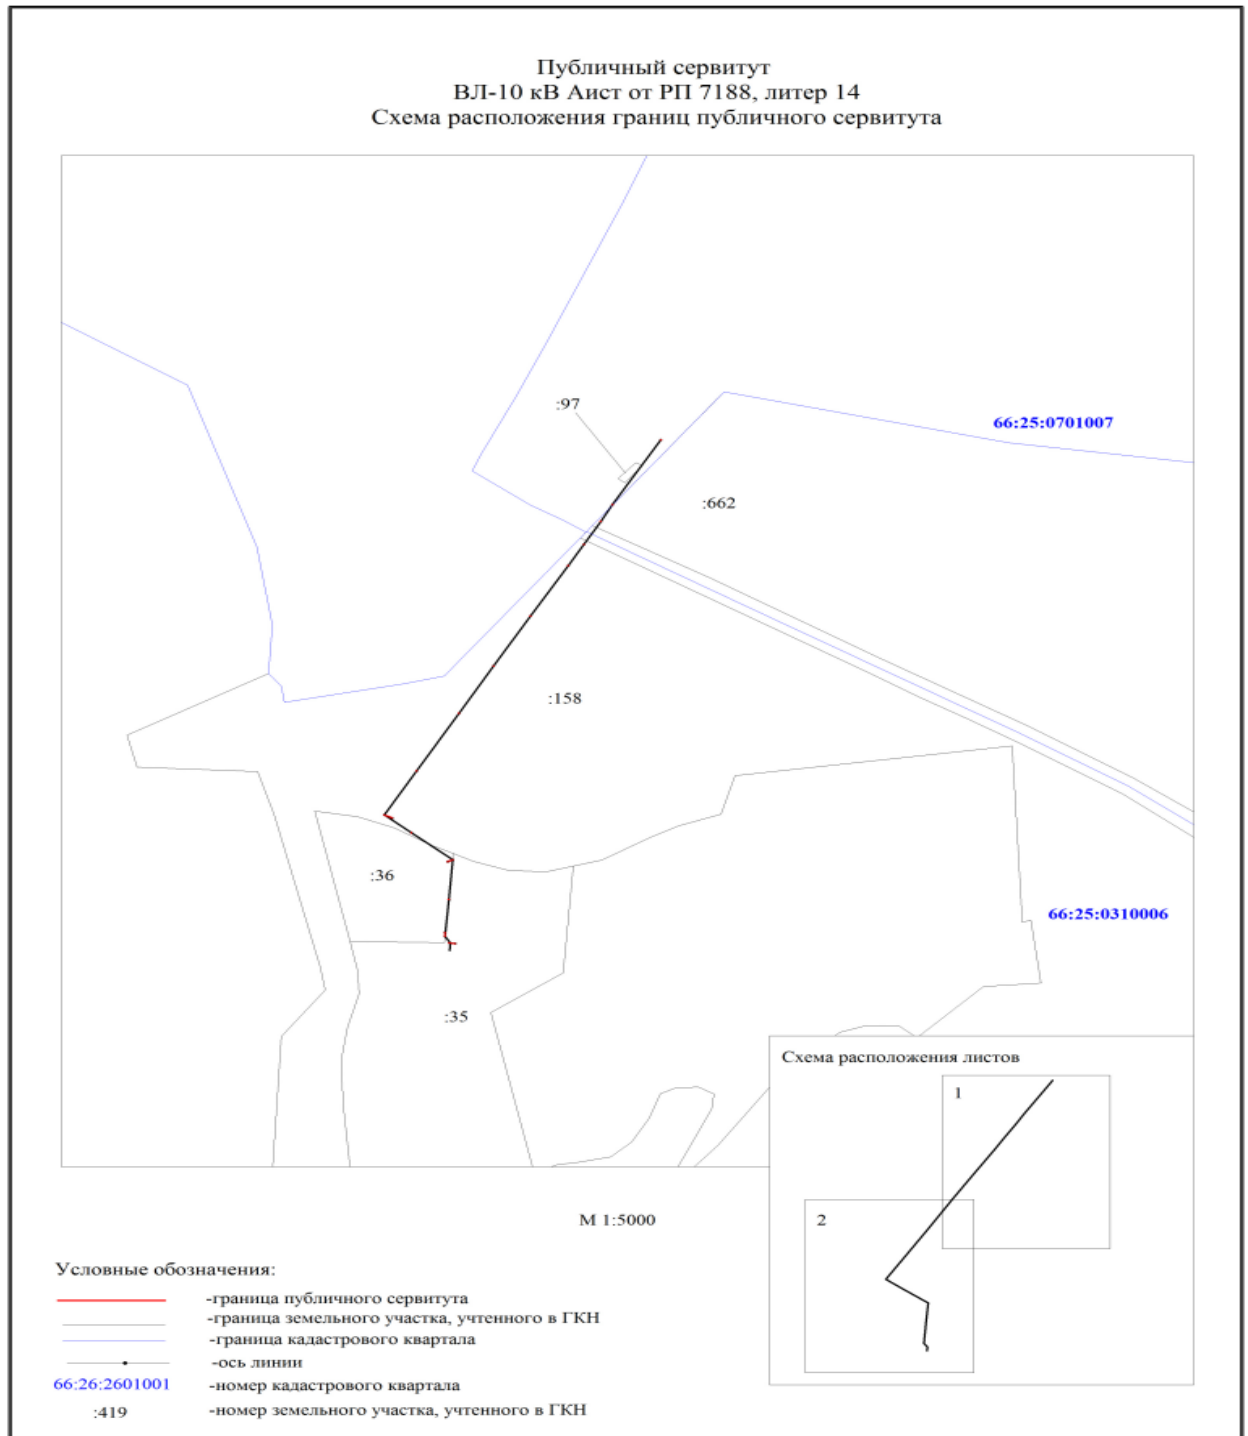 Публичный сервитут
ВЛ-10 кВ Аист от РП 7188, литер 14
Схема расположения границ публичного сервитута
:97
66:25:0701007
:662
:158
:36
66:25:0310006
:35
Схема расположения листов
1
2
М 1:5000
Условные обозначения:
-граница публичного сервитута
-граница земельного участка, учтенного в ГКН
-граница кадастрового квартала
-ось линии
66:26:2601001 -номер кадастрового квартала
:419 -номер земельного участка, учтенного в ГКН